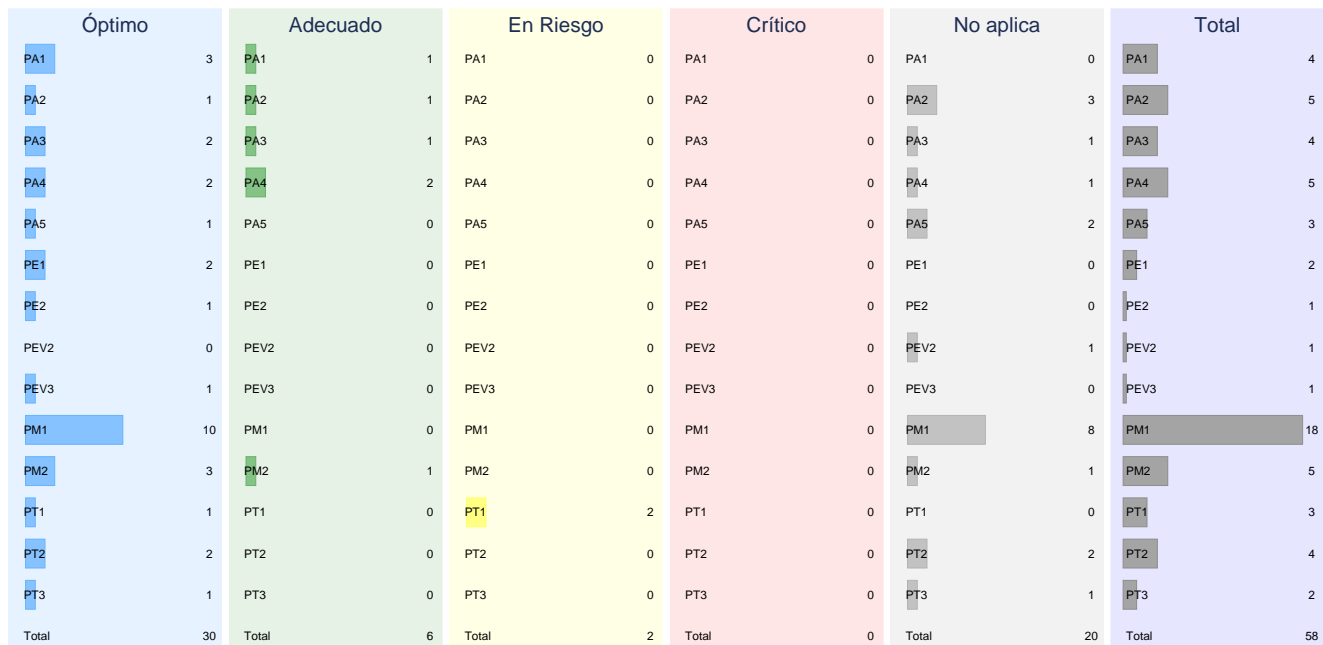 Óptimo Adecuado En Riesgo Crítico No aplica Total
PA1 3 PA1 1 PA1 0 PA1 0 PA1 0 PA1 4
PA2 1 PA2 1 PA2 0 PA2 0 PA2 3 PA2 5
PA3 2 PA3 1 PA3 0 PA3 0 PA3 1 PA3 4
PA4 2 PA4 2 PA4 0 PA4 0 PA4 1 PA4 5
PA5 1 PA5 0 PA5 0 PA5 0 PA5 2 PA5 3
PE1 2 PE1 0 PE1 0 PE1 0 PE1 0 PE1 2
PE2 1 PE2 0 PE2 0 PE2 0 PE2 0 PE2 1
PEV2 0 PEV2 0 PEV2 0 PEV2 0 PEV2 1 PEV2 1
PEV3 1 PEV3 0 PEV3 0 PEV3 0 PEV3 0 PEV3 1
PM1 10 PM1 0 PM1 0 PM1 0 PM1 8 PM1 18
PM2 3 PM2 1 PM2 0 PM2 0 PM2 1 PM2 5
PT1 1 PT1 0 PT1 2 PT1 0 PT1 0 PT1 3
PT2 2 PT2 0 PT2 0 PT2 0 PT2 2 PT2 4
PT3 1 PT3 0 PT3 0 PT3 0 PT3 1 PT3 2
Total 30 Total 6 Total 2 Total 0 Total 20 Total 58